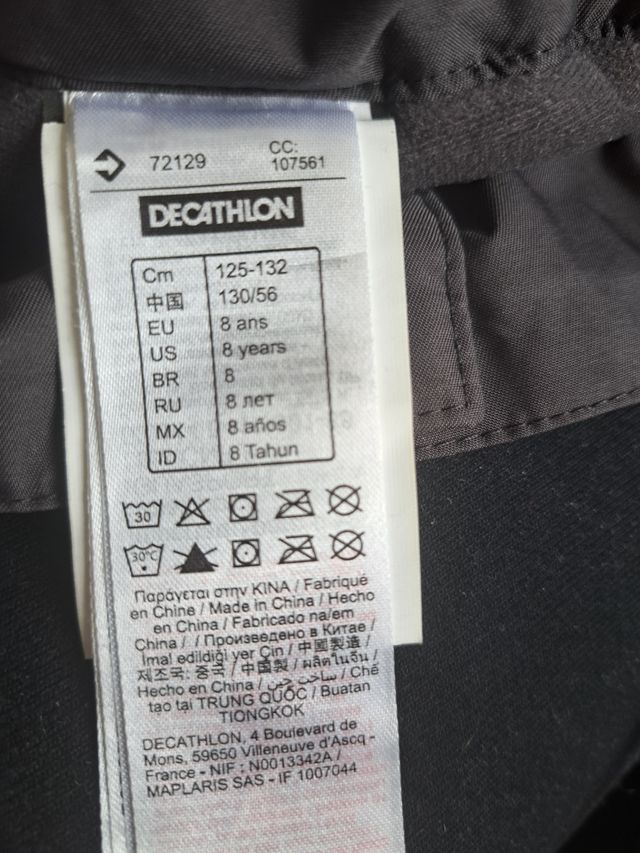 72129
CC:
107561
DECATHLON
Cm 125-132
中国 130/56
EU 8 ans
US 8 years
BR 8
RU 8 лет
MX 8 años
ID 8 Tahun
30
30°C
Παράγεται στην ΚΙΝΑ / Fabriqué
en Chine / Made in China / Hecho
en China / Fabricado na/em
China / / Произведено в Китае /
İmal edildiği yer Çin / 中國製造 /
제조국: 중국 / 中国製 / ผลิตในจีน /
Hecho en China / ساخت چین / Chế
tạo tại TRUNG QUỐC / Buatan
TIONGKOK
DECATHLON, 4 Boulevard de
Mons, 59650 Villeneuve d'Ascq -
France - NIF : N0013342A /
MAPLARIS SAS - IF 1007044